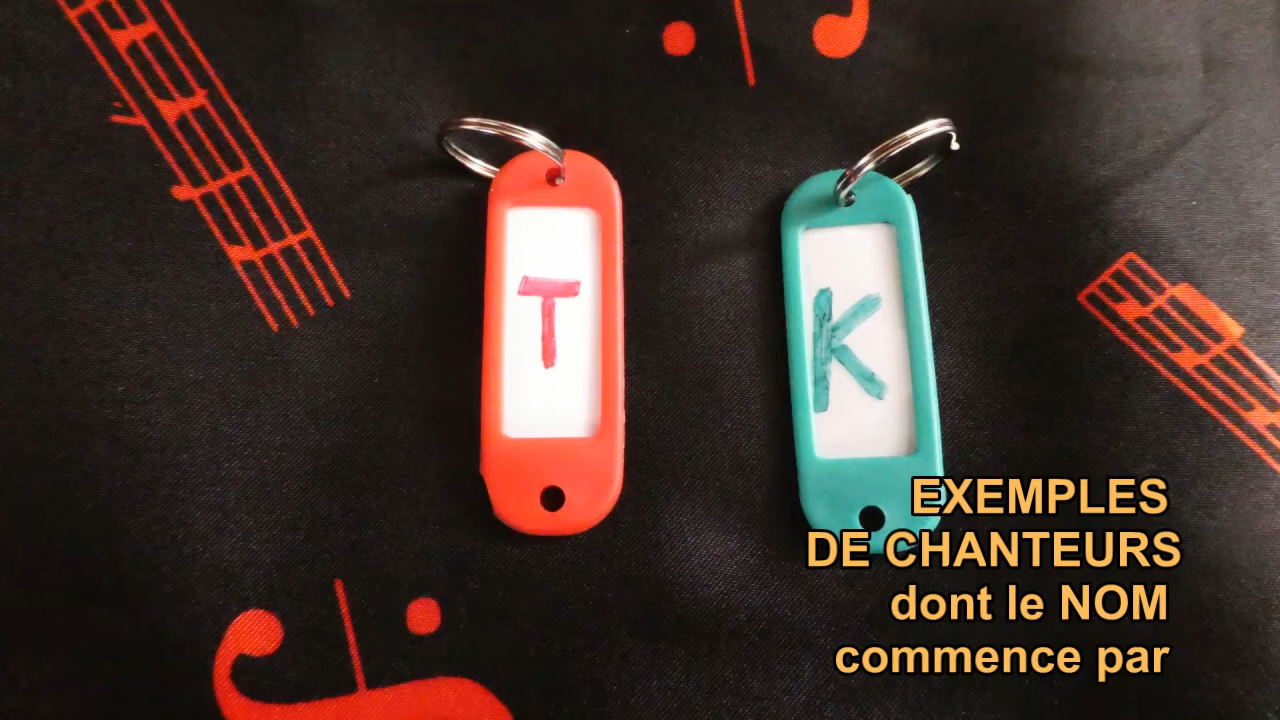 T
K
EXEMPLES
DE CHANTEURS
dont le NOM
commence par